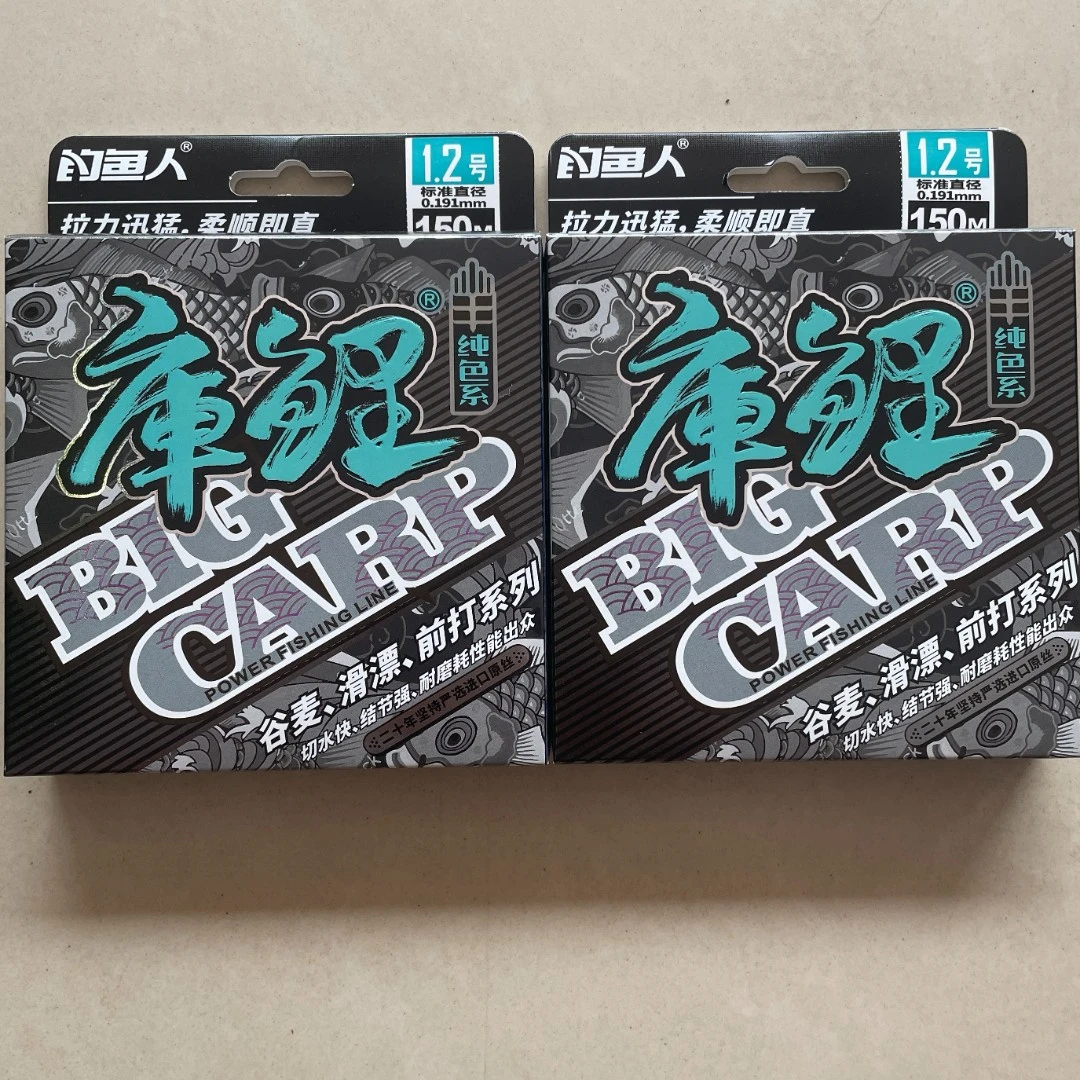 钓鱼人®
1.2号
标准直径
0.191mm
150M
拉力迅猛,柔顺即真
库鲤®
纯色系
BIG
CARP
POWER FISHING LINE
谷麦、滑漂、前打系列
切水快、结节强、耐磨耗性能出众
二十年坚持严选进口原丝
钓鱼人®
1.2号
标准直径
0.191mm
150M
拉力迅猛,柔顺即真
库鲤®
纯色系
BIG
CARP
POWER FISHING LINE
谷麦、滑漂、前打系列
切水快、结节强、耐磨耗性能出众
二十年坚持严选进口原丝